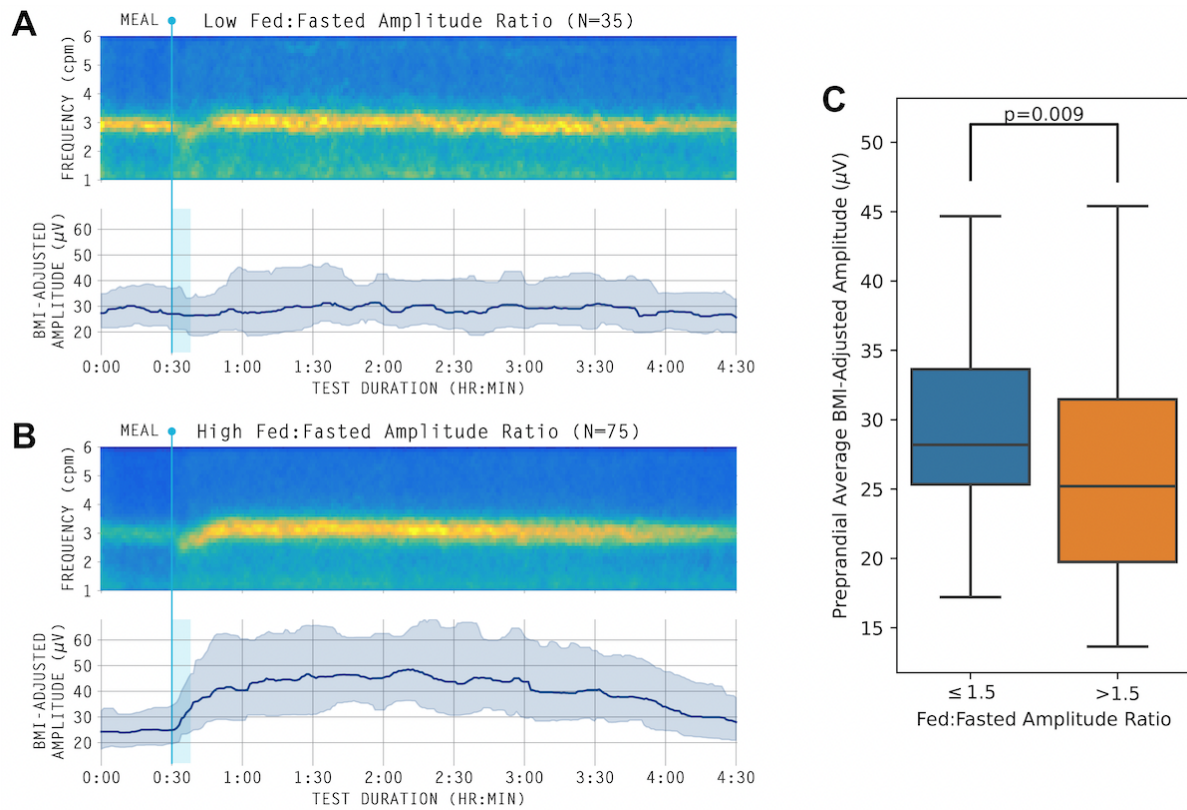 A
MEAL
Low Fed:Fasted Amplitude Ratio (N=35)
FREQUENCY (cpm)
6
5
4
3
2
1
BMI-ADJUSTED
AMPLITUDE (µV)
60
50
40
30
20
0:00 0:30 1:00 1:30 2:00 2:30 3:00 3:30 4:00 4:30
TEST DURATION (HR:MIN)
B
MEAL
High Fed:Fasted Amplitude Ratio (N=75)
FREQUENCY (cpm)
6
5
4
3
2
1
BMI-ADJUSTED
AMPLITUDE (µV)
60
50
40
30
20
0:00 0:30 1:00 1:30 2:00 2:30 3:00 3:30 4:00 4:30
TEST DURATION (HR:MIN)
C
p=0.009
Preprandial Average BMI-Adjusted Amplitude (µV)
50
45
40
35
30
25
20
15
≤ 1.5 >1.5
Fed:Fasted Amplitude Ratio